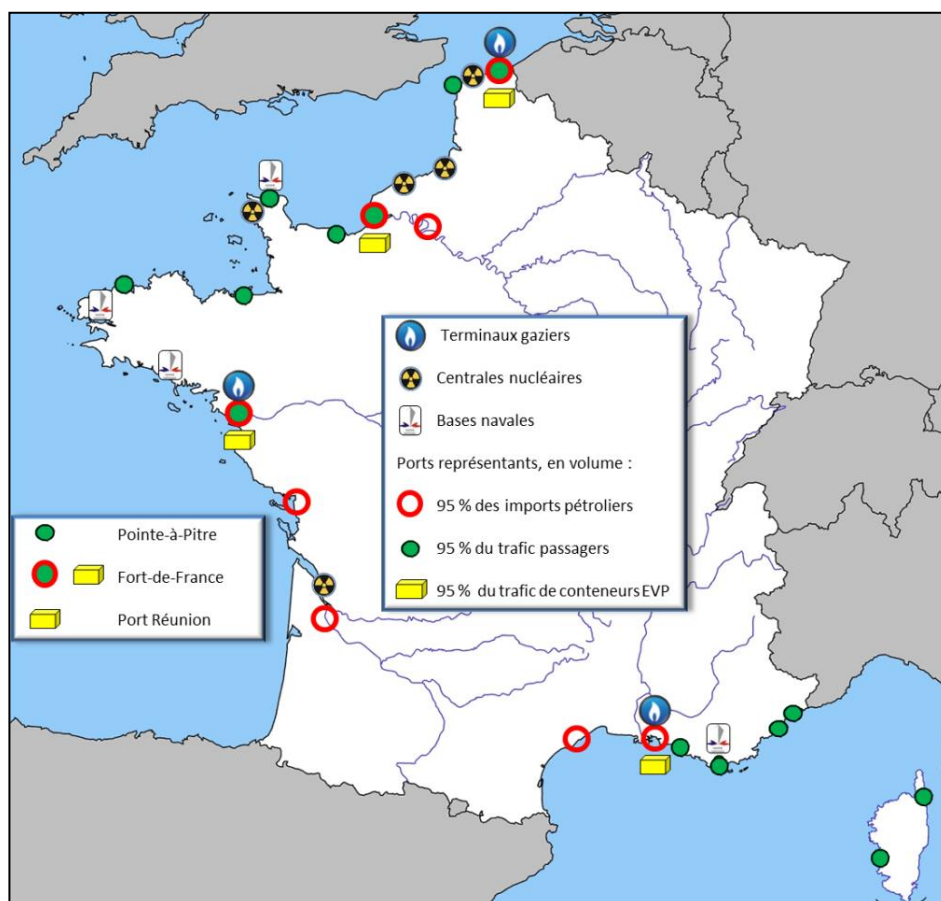 Terminaux gaziers
Centrales nucléaires
Bases navales
Ports représentants, en volume :
95 % des imports pétroliers
95 % du trafic passagers
95 % du trafic de conteneurs EVP
Pointe-à-Pitre
Fort-de-France
Port Réunion